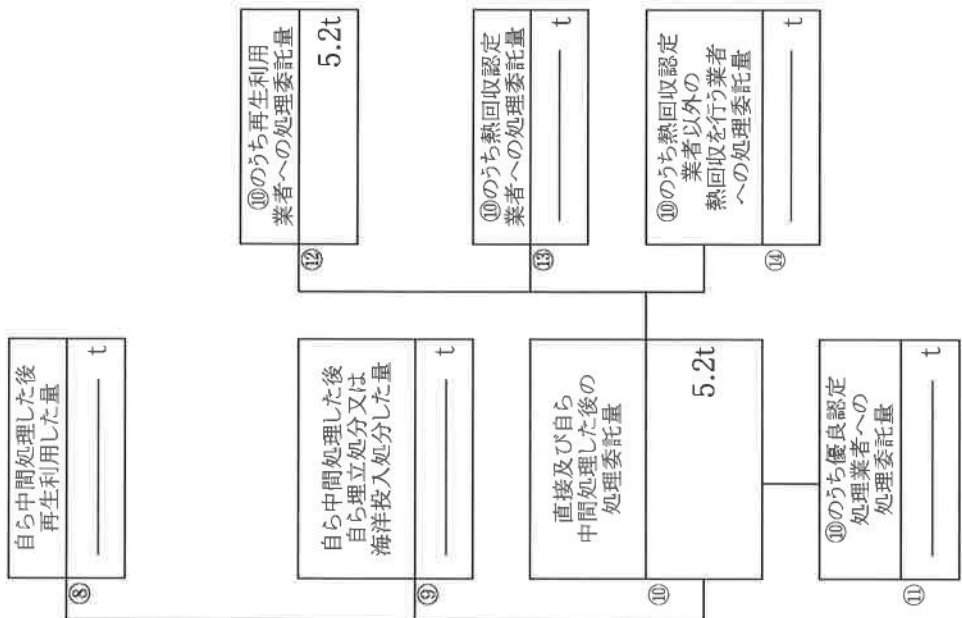 ⑧
自ら中間処理した後
再生利用した量
t
⑨
自ら中間処理した後
自ら埋立処分又は
海洋投入処分した量
t
⑩
直接及び自ら
中間処理した後の
処理委託量
5.2t
⑪
⑩のうち優良認定
処理業者への
処理委託量
t
⑫
⑩のうち再生利用
業者への処理委託量
5.2t
⑬
⑩のうち熱回収認定
業者への処理委託量
t
⑭
⑩のうち熱回収認定
業者以外の
熱回収を行う業者
への処理委託量
t